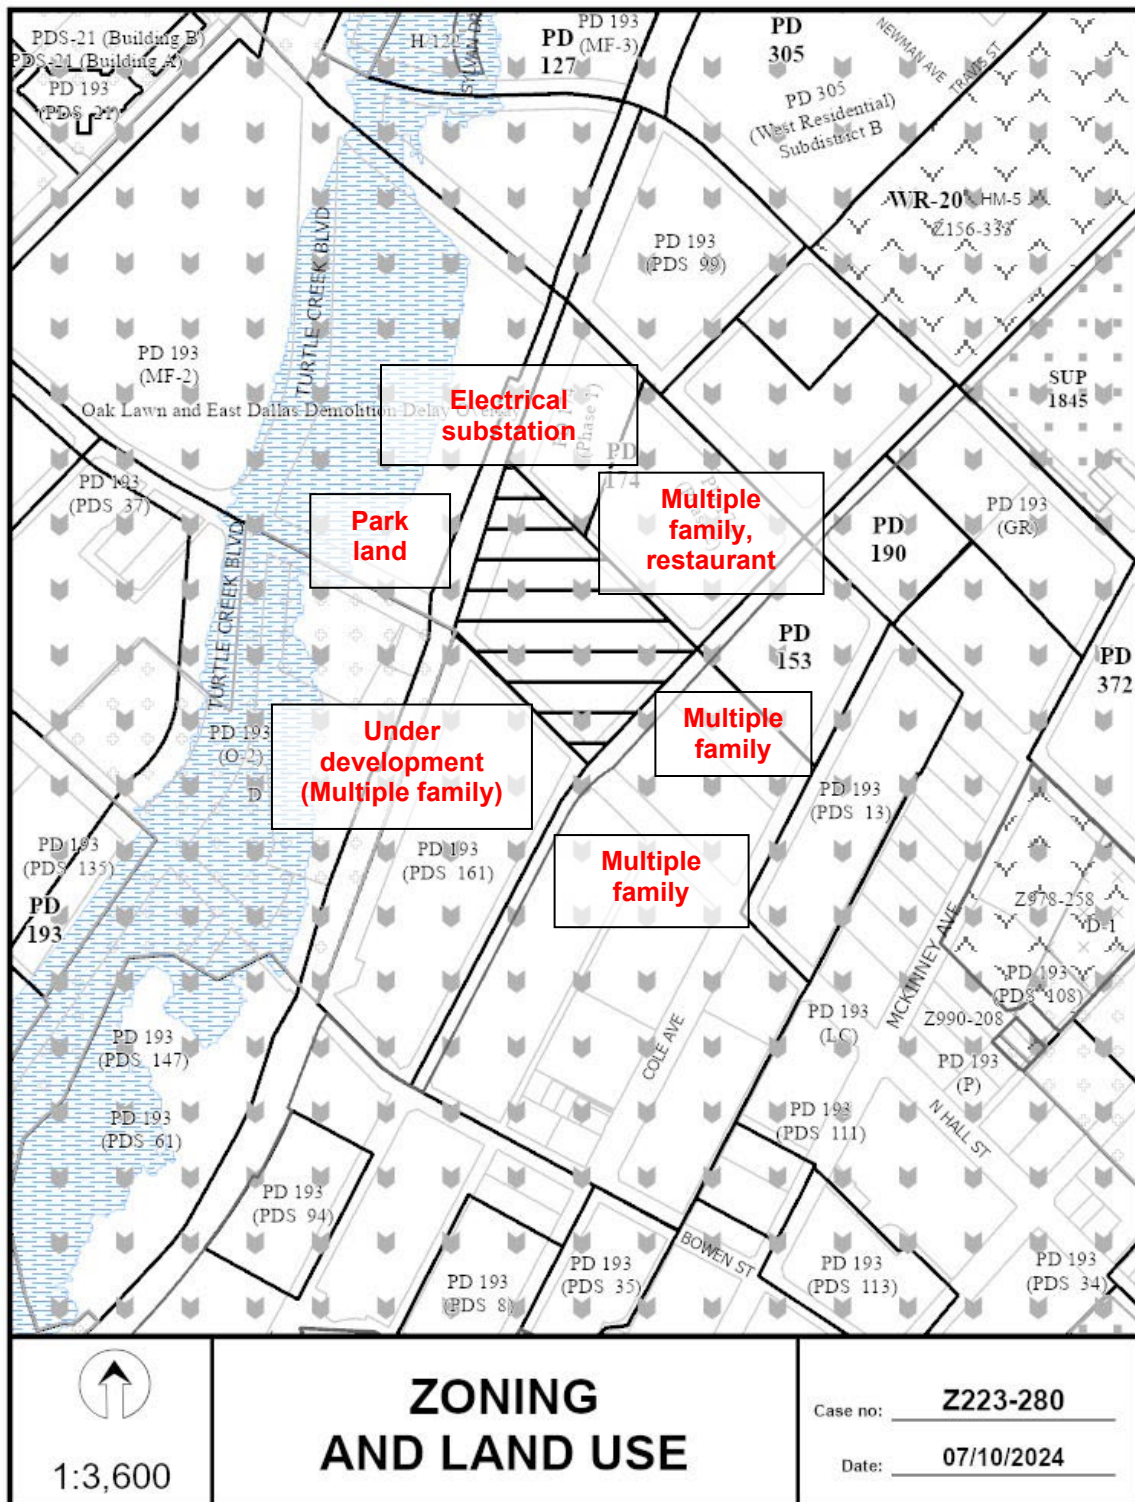 PDS-21 (Building B)
PDS-21 (Building A)
PD 193
(PDS 21)
H/122
SYLVAN DR
PD
127
PD 193
(MF-3)
PD
305
NEWMAN AVE
TRAVIS ST
PD 305
(West Residential)
Subdistrict B
WR-20
HM-5
Z156-333
PD 193
(PDS 99)
TURTLE CREEK BLVD
PD 193
(MF-2)
Oak Lawn and East Dallas Demolition Delay Overlay
SUP
1845
Electrical
substation
(Phase 1)
PD
174
PD 193
(PDS 37)
Park
land
Multiple
family,
restaurant
PD
190
PD 193
(GR)
TURTLE CREEK BLVD
PD
153
PD
372
PD 193
(O-2)
D
Under
development
(Multiple family)
Multiple
family
PD 193
(PDS 13)
PD 193
(PDS 135)
PD 193
(PDS 161)
Multiple
family
PD
193
Z978-258
D-1
MCKINNEY AVE
PD 193
(PDS 108)
Z990-208
PD 193
(LC)
PD 193
(P)
PD 193
(PDS 147)
COLE AVE
PD 193
(PDS 61)
PD 193
(PDS 111)
N HALL ST
PD 193
(PDS 94)
BOWEN ST
PD 193
(PDS 8)
PD 193
(PDS 35)
PD 193
(PDS 113)
PD 193
(PDS 34)
1:3,600
ZONING
AND LAND USE
Case no: Z223-280
Date: 07/10/2024